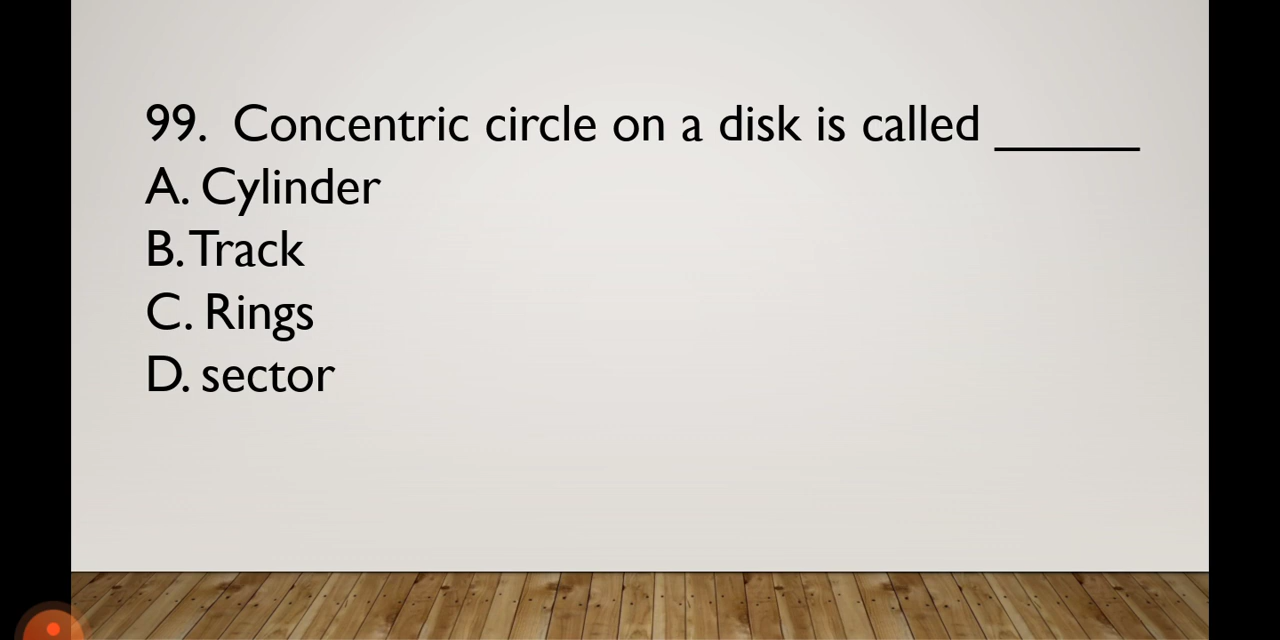 99. Concentric circle on a disk is called ______
A. Cylinder
B. Track
C. Rings
D. sector